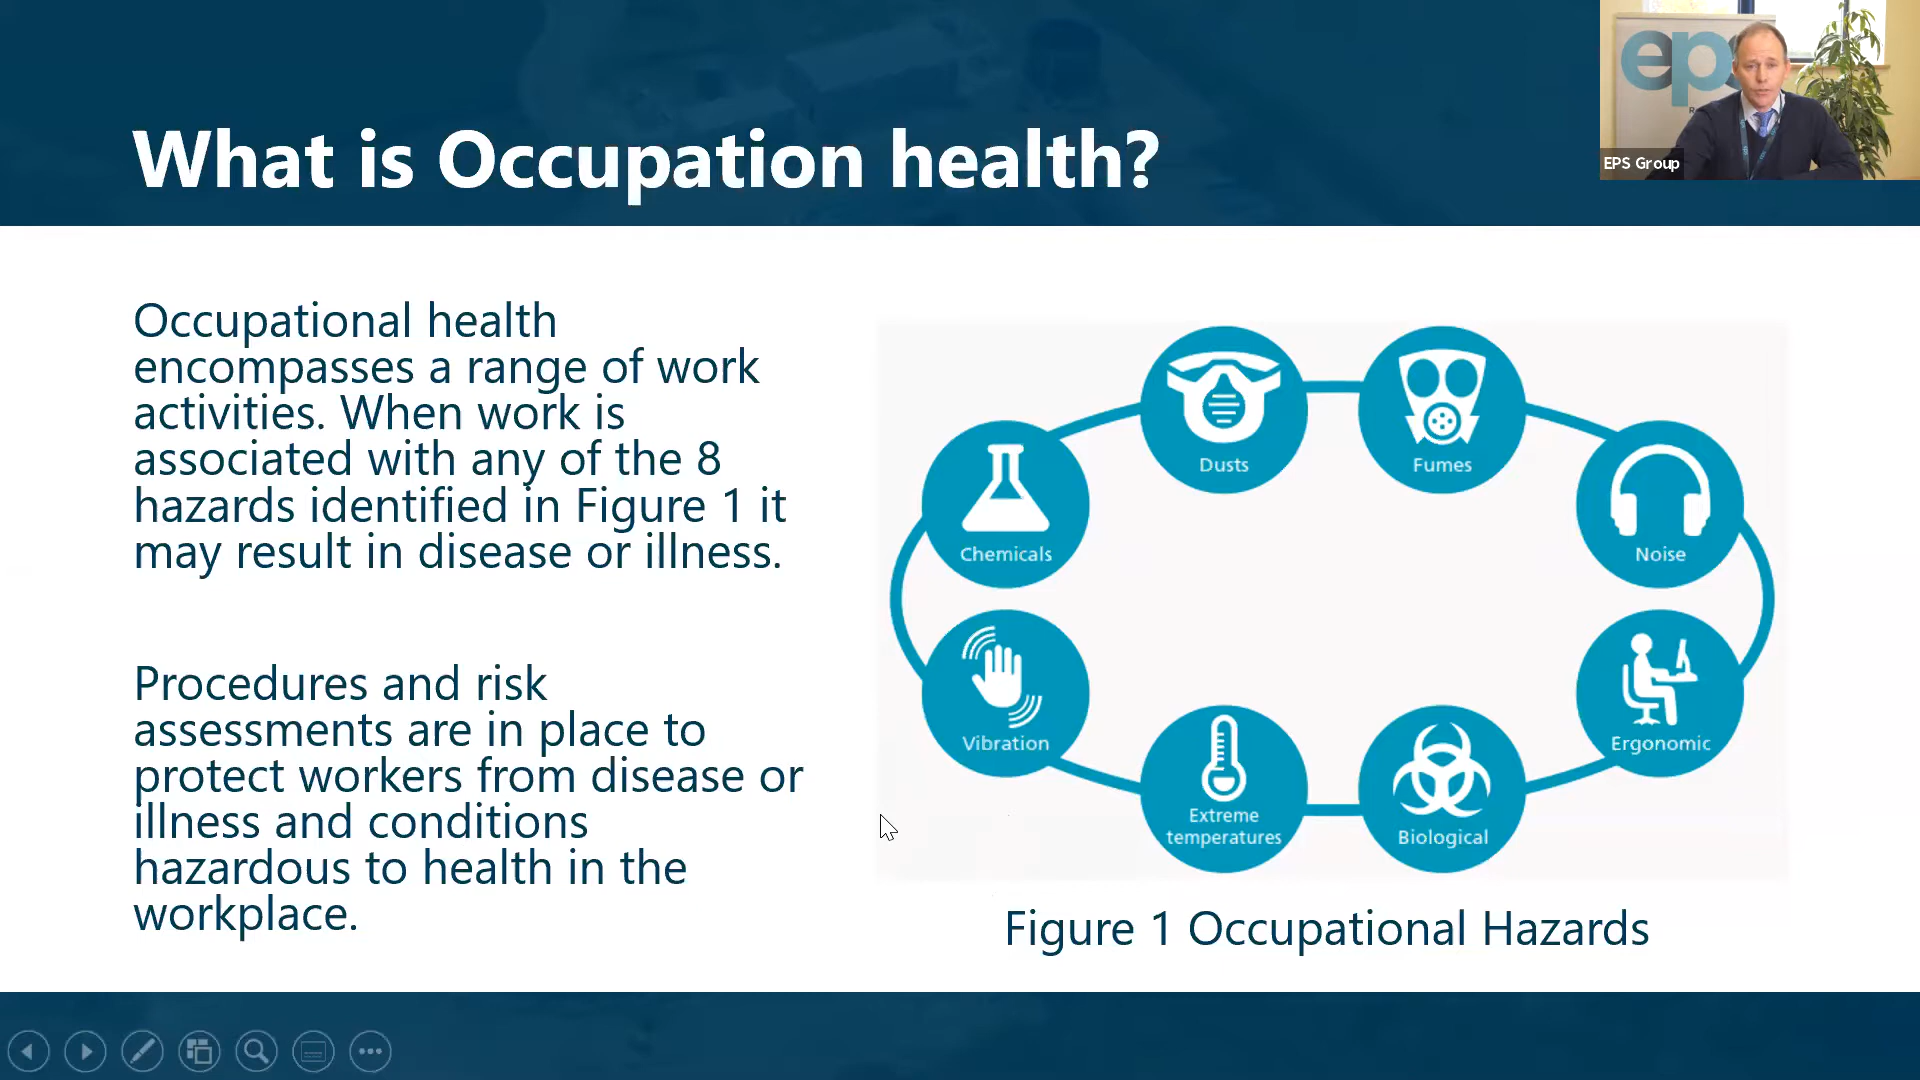 What is Occupation health?
EPS Group
Occupational health
encompasses a range of work
activities. When work is
associated with any of the 8
hazards identified in Figure 1 it
may result in disease or illness.
Procedures and risk
assessments are in place to
protect workers from disease or
illness and conditions
hazardous to health in the
workplace.
Dusts
Fumes
Chemicals
Noise
Vibration
Ergonomic
Extreme
temperatures
Biological
Figure 1 Occupational Hazards